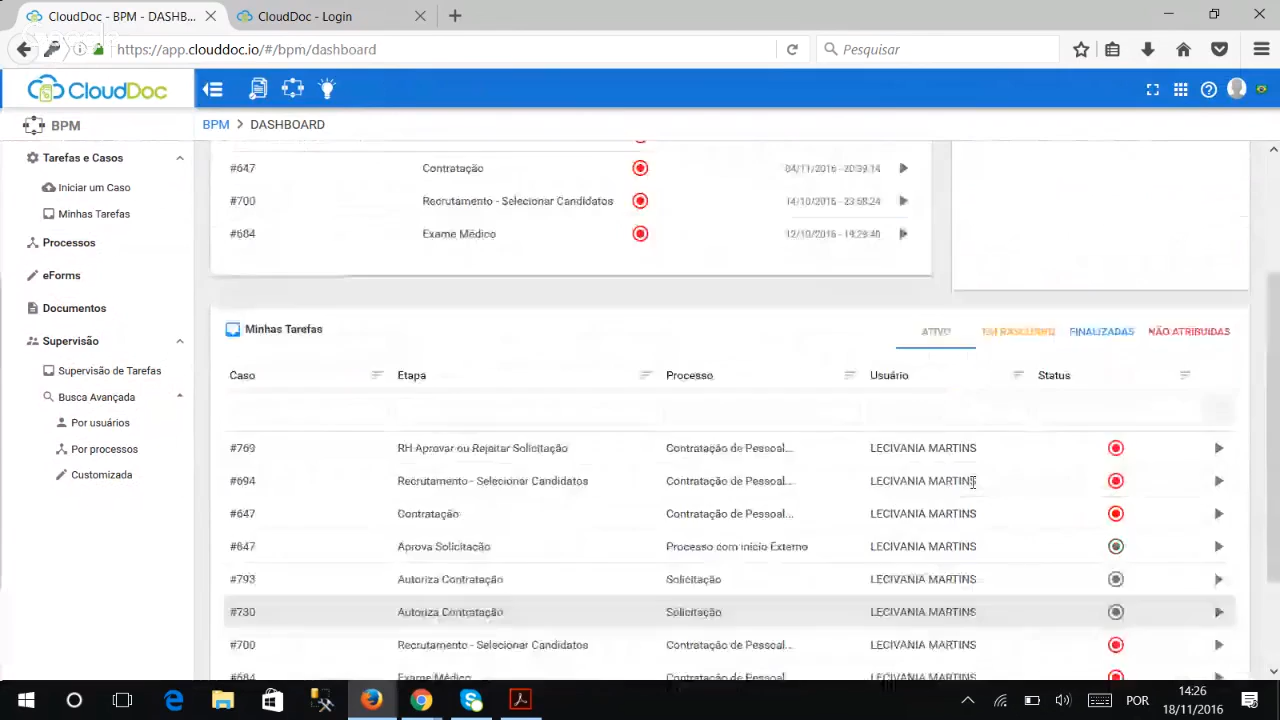 CloudDoc - BPM - DASHB...
CloudDoc - Login
https://app.clouddoc.io/#/bpm/dashboard
Pesquisar
CloudDoc
BPM
BPM > DASHBOARD
Tarefas e Casos
Iniciar um Caso
Minhas Tarefas
Processos
eForms
Documentos
Supervisão
Supervisão de Tarefas
Busca Avançada
Por usuários
Por processos
Customizada
#647 Contratação 04/11/2016 - 20:39:14
#700 Recrutamento - Selecionar Candidatos 14/10/2016 - 23:58:24
#684 Exame Médico 12/10/2016 - 19:29:40
Minhas Tarefas
ATIVO EM RASCUNHO FINALIZADAS NÃO ATRIBUIDAS
Caso Etapa Processo Usuário Status
#769 RH Aprovar ou Rejeitar Solicitação Contratação de Pessoal... LECIVANIA MARTINS
#694 Recrutamento - Selecionar Candidatos Contratação de Pessoal... LECIVANIA MARTINS
#647 Contratação Contratação de Pessoal... LECIVANIA MARTINS
#647 Aprova Solicitação Processo com início Externo LECIVANIA MARTINS
#793 Autoriza Contratação Solicitação LECIVANIA MARTINS
#730 Autoriza Contratação Solicitação LECIVANIA MARTINS
#700 Recrutamento - Selecionar Candidatos Contratação de Pessoal... LECIVANIA MARTINS
#684 Exame Médico
POR
14:26
18/11/2016